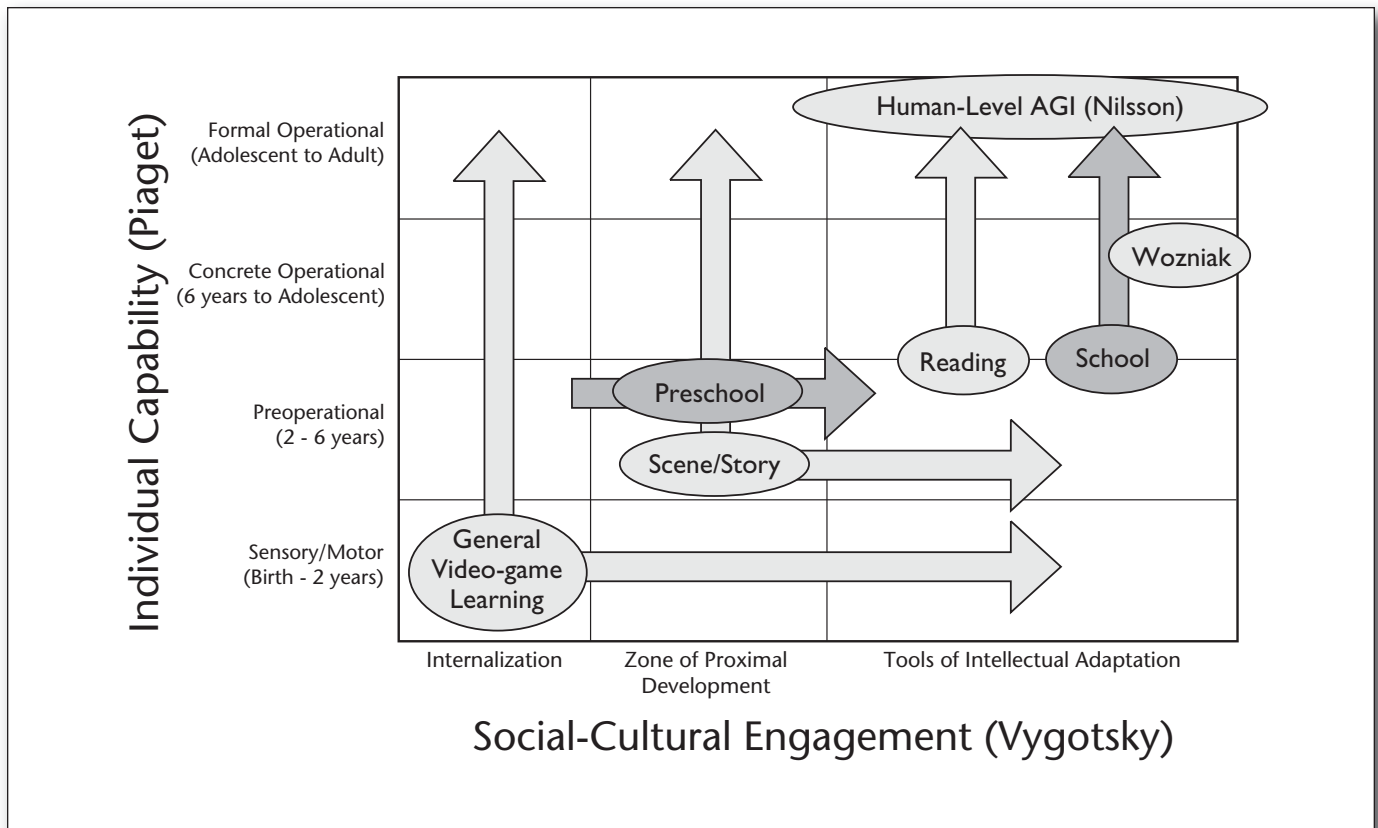 Individual Capability (Piaget)
Formal Operational
(Adolescent to Adult)
Concrete Operational
(6 years to Adolescent)
Preoperational
(2 - 6 years)
Sensory/Motor
(Birth - 2 years)
Human-Level AGI (Nilsson)
Wozniak
Reading
School
Preschool
Scene/Story
General
Video-game
Learning
Internalization
Zone of Proximal
Development
Tools of Intellectual Adaptation
Social-Cultural Engagement (Vygotsky)